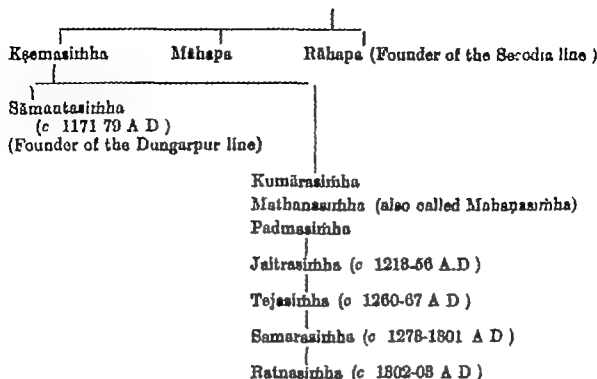 Kṣemasiṁha Māhapa Rāhapa (Founder of the Sesodia line )
Sāmantasiṁha
(c 1171 79 A D )
(Founder of the Dungarpur line)
Kumārasiṁha
Mathanasiṁha (also called Mahaṇasiṁha)
Padmasiṁha
Jaitrasiṁha (c 1213-56 A.D )
Tejasiṁha (c 1260-67 A D )
Samarasiṁha (c 1273-1301 A D )
Ratnasiṁha (c 1302-03 A D )